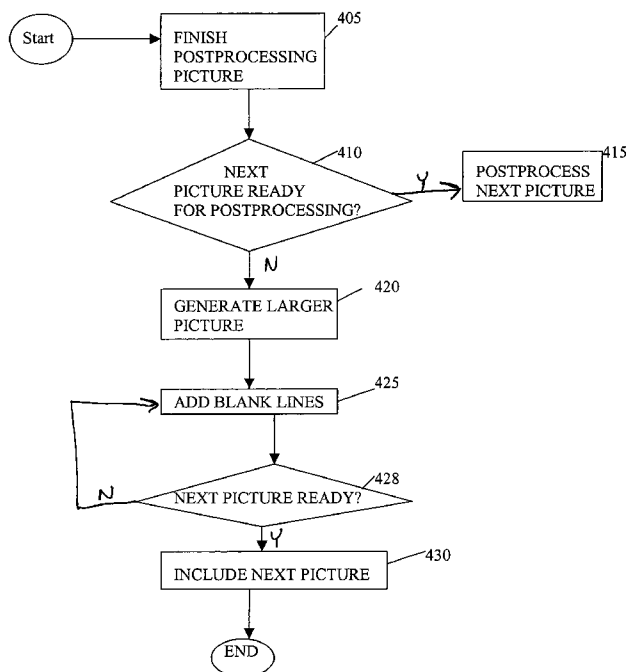 Start
FINISH
POSTPROCESSING
PICTURE
405
NEXT
PICTURE READY
FOR POSTPROCESSING?
410
Y
POSTPROCESS
NEXT PICTURE
415
N
GENERATE LARGER
PICTURE
420
ADD BLANK LINES
425
NEXT PICTURE READY?
428
N
Y
INCLUDE NEXT PICTURE
430
END